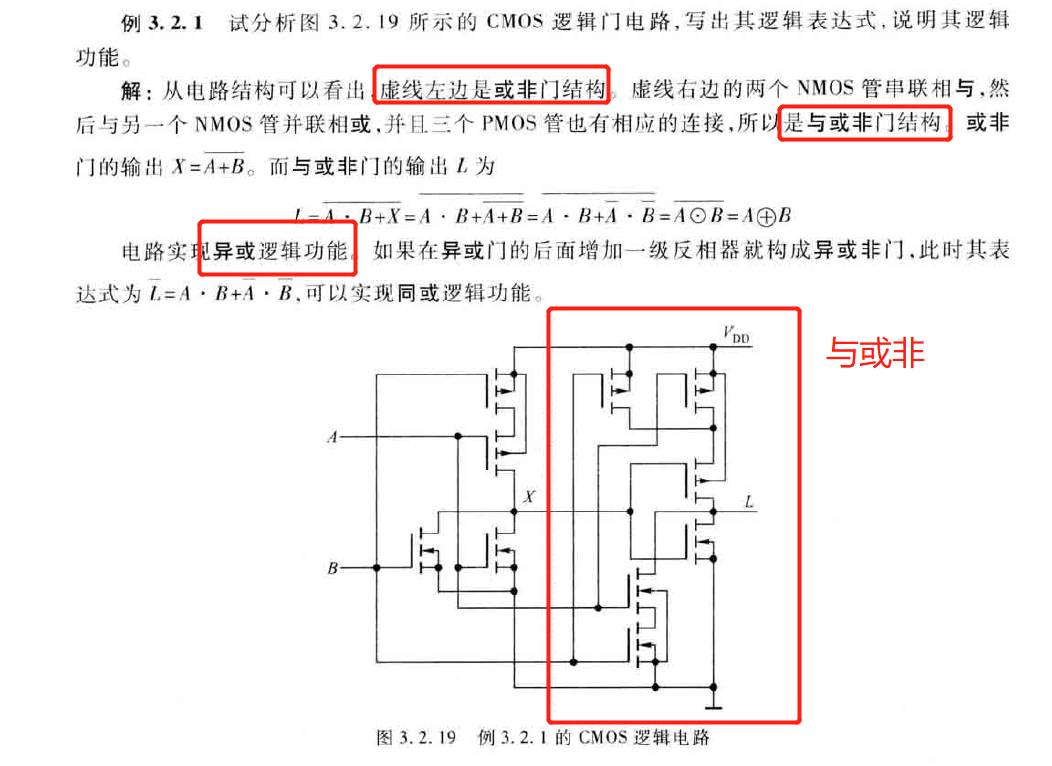 例 3.2.1 试分析图 3.2.19 所示的 CMOS 逻辑门电路,写出其逻辑表达式,说明其逻辑
功能。
解: 从电路结构可以看出,虚线左边是或非门结构。虚线右边的两个 NMOS 管串联相与,然
后与另一个 NMOS 管并联相或,并且三个 PMOS 管也有相应的连接,所以是与或非门结构。或非
门的输出 X=\overline{A+B}。而与或非门的输出 L 为
L=\overline{A·B+X}=\overline{A·B+\overline{A+B}}=\overline{A·B+\overline{A}·\overline{B}}=\overline{A⊙B}=A⊕B
电路实现异或逻辑功能。如果在异或门的后面增加一级反相器就构成异或非门,此时其表
达式为 \overline{L}=A·B+\overline{A}·\overline{B},可以实现同或逻辑功能。
V_{DD}
与或非
A
X
L
B
图 3.2.19 例 3.2.1 的 CMOS 逻辑电路